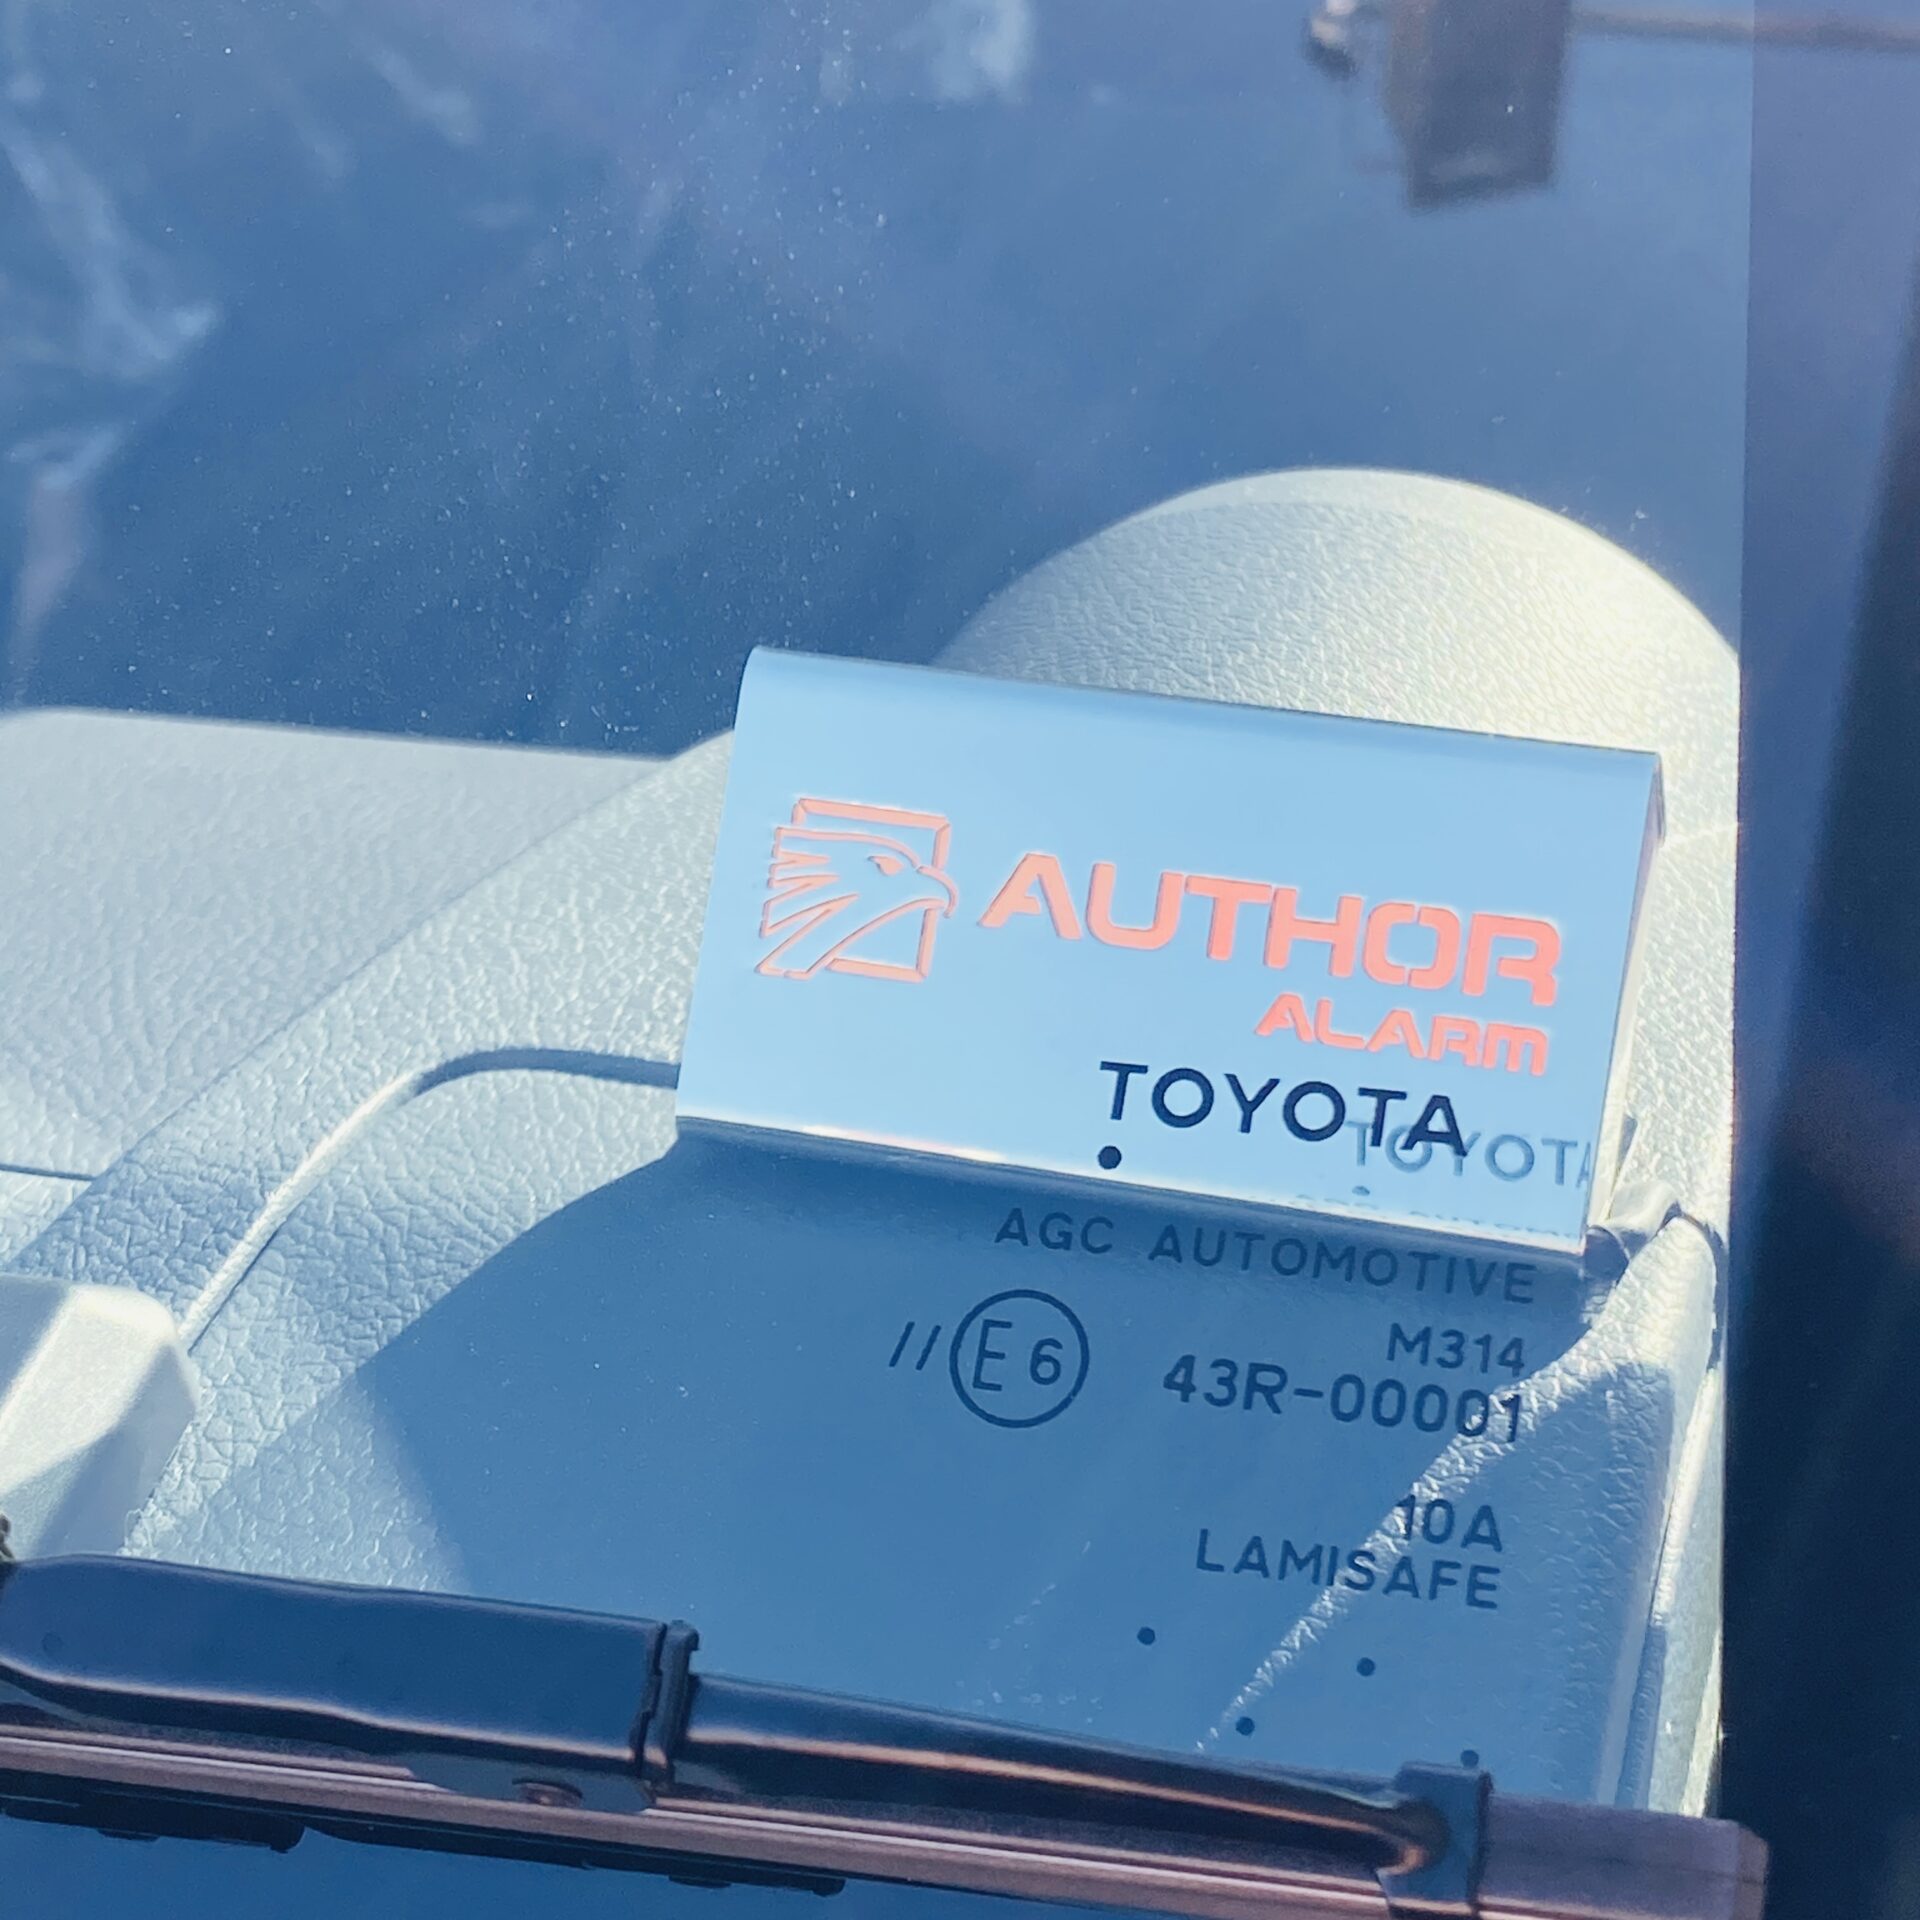 AUTHOR
ALARM
TOYOTA
TOYOTA
AGC AUTOMOTIVE
M314
//E6 43R-00001
10A
LAMISAFE